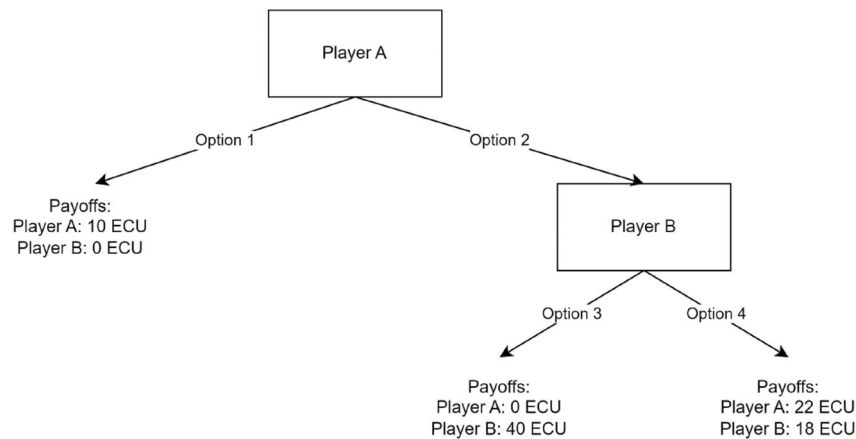 Player A
Option 1
Option 2
Payoffs:
Player A: 10 ECU
Player B: 0 ECU
Player B
Option 3
Option 4
Payoffs:
Player A: 0 ECU
Player B: 40 ECU
Payoffs:
Player A: 22 ECU
Player B: 18 ECU